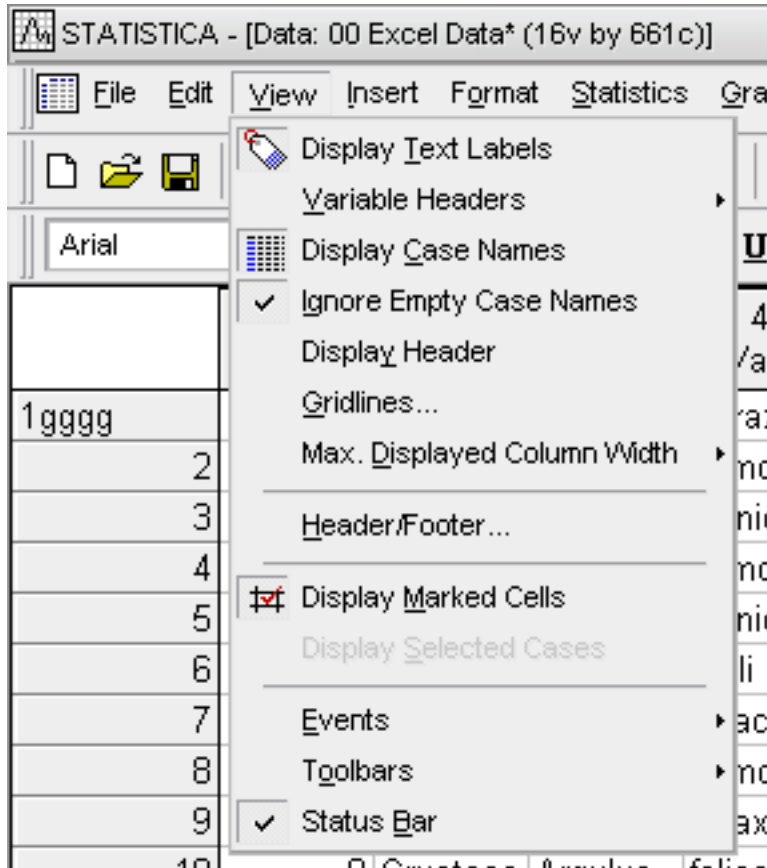 STATISTICA - [Data: 00 Excel Data* (16v by 661c)]
File Edit View Insert Format Statistics
Display Text Labels
Variable Headers
Arial
Display Case Names
U
Ignore Empty Case Names
4
Display Header
1gggg
Gridlines...
2
Max. Displayed Column Width
3
Header/Footer...
4
Display Marked Cells
5
Display Selected Cases
6
7
Events
8
Toolbars
9
Status Bar